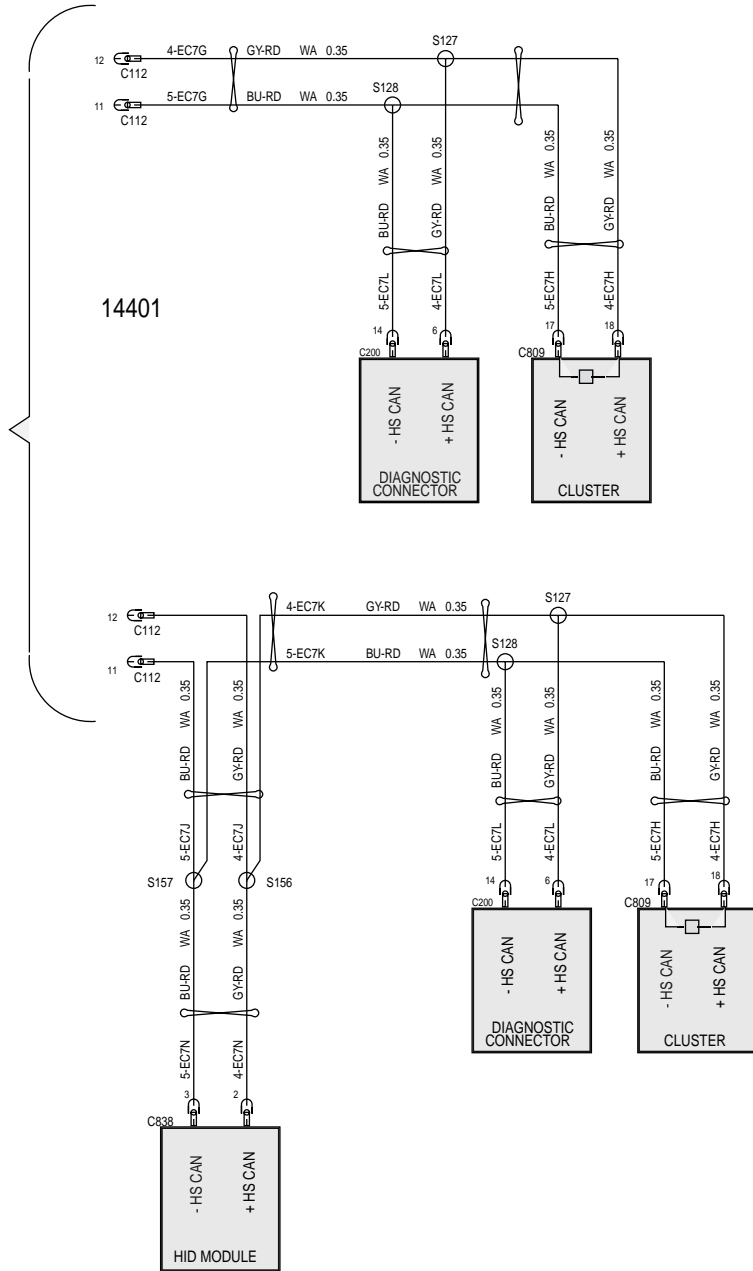 12 4-EC7G GY-RD WA 0.35 S127
C112
11 5-EC7G BU-RD WA 0.35 S128
C112
BU-RD WA 0.35
GY-RD WA 0.35
BU-RD WA 0.35
GY-RD WA 0.35
5-EC7L
4-EC7L
5-EC7H
4-EC7H
14401
14 6 17 18
C200 C809
- HS CAN
+ HS CAN
- HS CAN
+ HS CAN
DIAGNOSTIC
CONNECTOR
CLUSTER
12 4-EC7K GY-RD WA 0.35 S127
C112
11 5-EC7K BU-RD WA 0.35 S128
C112
BU-RD WA 0.35
GY-RD WA 0.35
BU-RD WA 0.35
GY-RD WA 0.35
BU-RD WA 0.35
GY-RD WA 0.35
5-EC7J
4-EC7J
5-EC7L
4-EC7L
5-EC7H
4-EC7H
S157 S156
14 6 17 18
C200 C809
BU-RD WA 0.35
GY-RD WA 0.35
- HS CAN
+ HS CAN
- HS CAN
+ HS CAN
DIAGNOSTIC
CONNECTOR
CLUSTER
5-EC7N
4-EC7N
3 2
C838
- HS CAN
+ HS CAN
HID MODULE